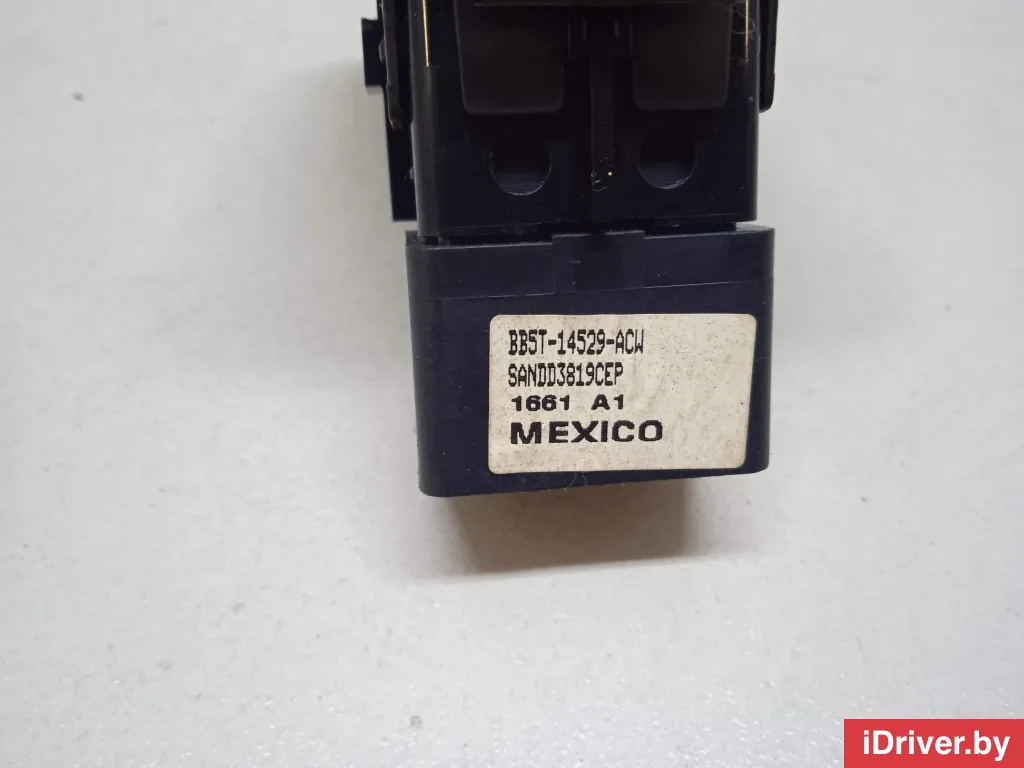 BB5T-14529-ACW
SANDD3819CEP
1661 A1
MEXICO
iDriver.by